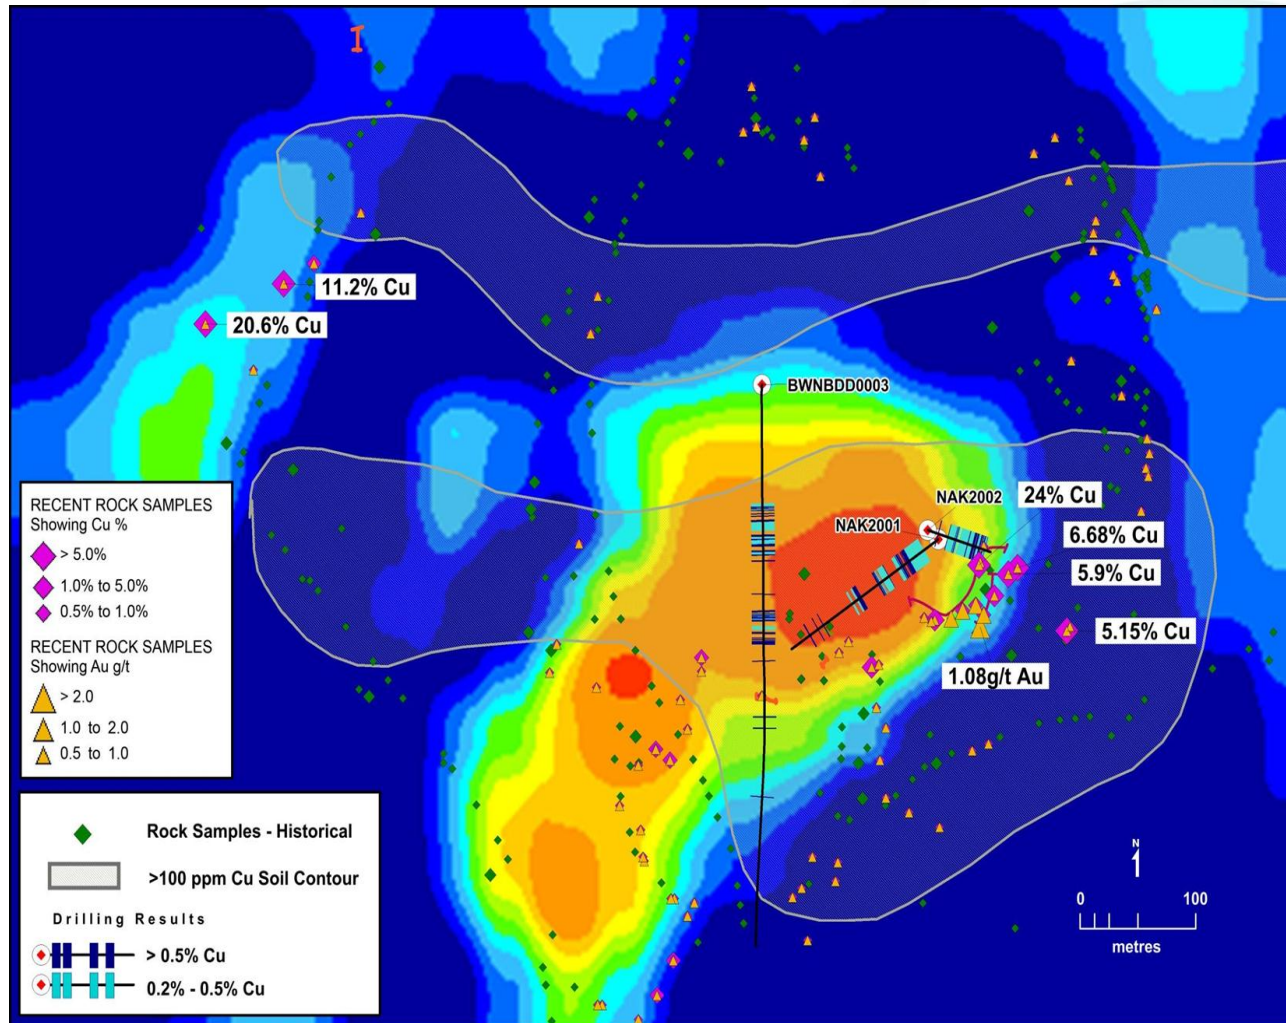 I
11.2% Cu
20.6% Cu
BWNBDD0003
NAK2002
24% Cu
NAK2001
6.68% Cu
5.9% Cu
5.15% Cu
1.08g/t Au
RECENT ROCK SAMPLES
Showing Cu %
> 5.0%
1.0% to 5.0%
0.5% to 1.0%
RECENT ROCK SAMPLES
Showing Au g/t
> 2.0
1.0 to 2.0
0.5 to 1.0
Rock Samples - Historical
>100 ppm Cu Soil Contour
Drilling Results
> 0.5% Cu
0.2% - 0.5% Cu
N
0 100
metres